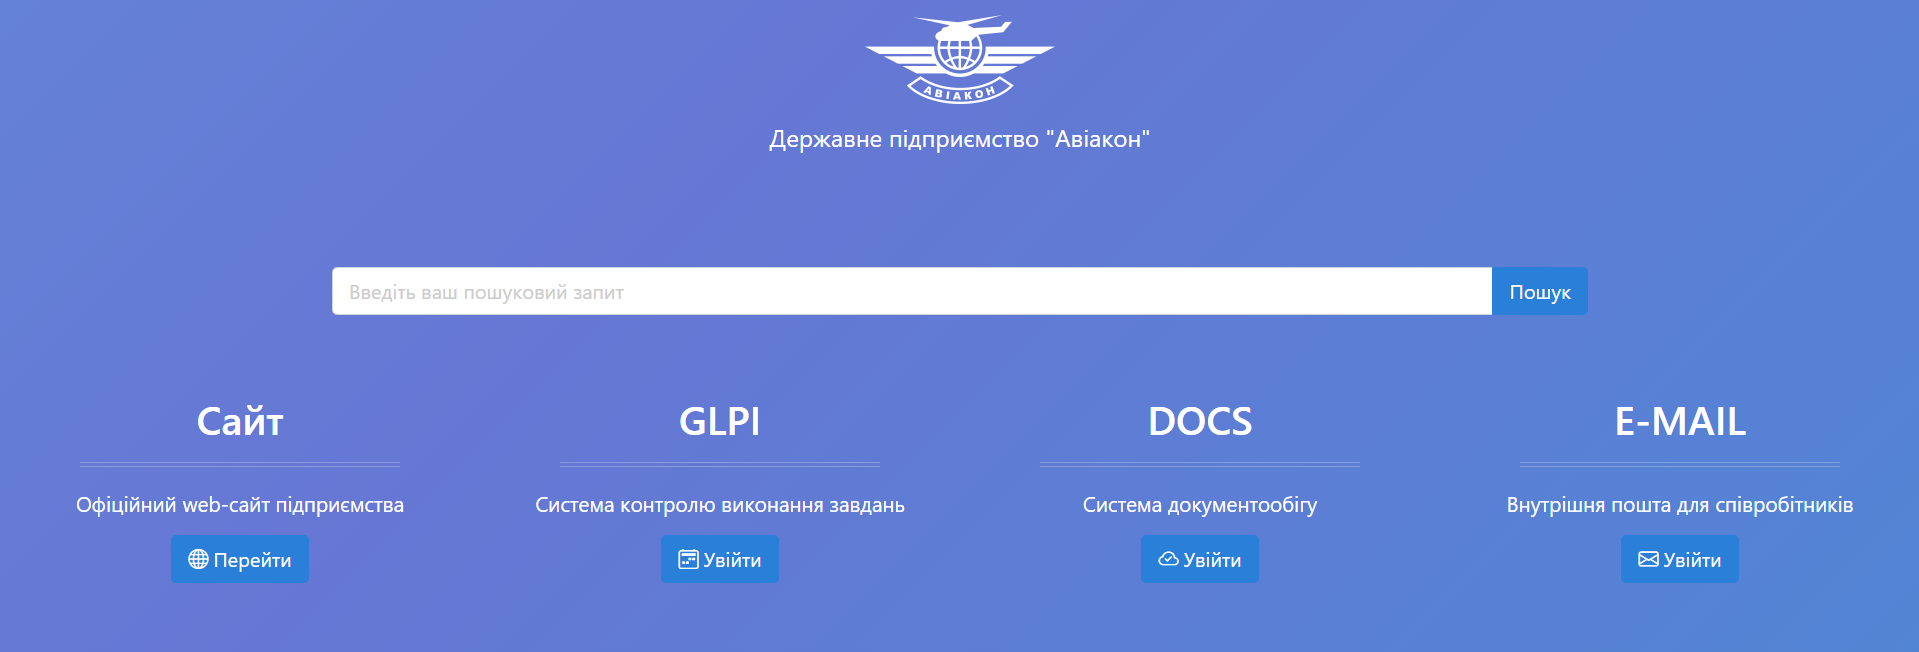 АВІАКОН
Державне підприємство "Авіакон"
Введіть ваш пошуковий запит
Пошук
Сайт
Офіційний web-сайт підприємства
Перейти
GLPI
Система контролю виконання завдань
Увійти
DOCS
Система документообігу
Увійти
E-MAIL
Внутрішня пошта для співробітників
Увійти